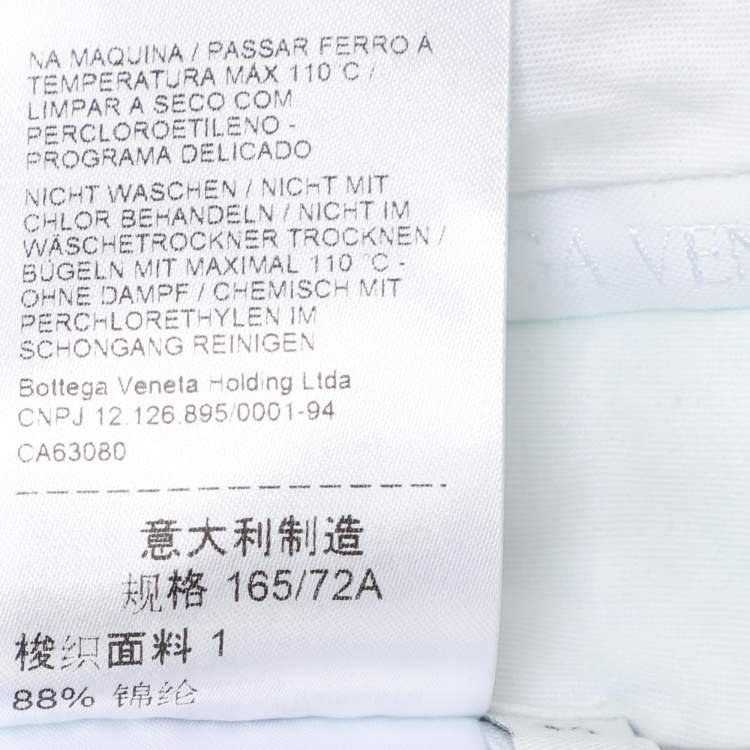 NA MAQUINA / PASSAR FERRO À
TEMPERATURA MÁX 110 C /
LIMPAR A SECO COM
PERCLOROETILENO -
PROGRAMA DELICADO
NICHT WASCHEN / NICHT MIT
CHLOR BEHANDELN / NICHT IM
WÄSCHETROCKNER TROCKNEN /
BÜGELN MIT MAXIMAL 110 °C -
OHNE DAMPF / CHEMISCH MIT
PERCHLORETHYLEN IM
SCHONGANG REINIGEN
Bottega Veneta Holding Ltda
CNPJ 12.126.895/0001-94
CA63080
意大利制造
规格 165/72A
梭织面料 1
88% 锦纶
GA VEN